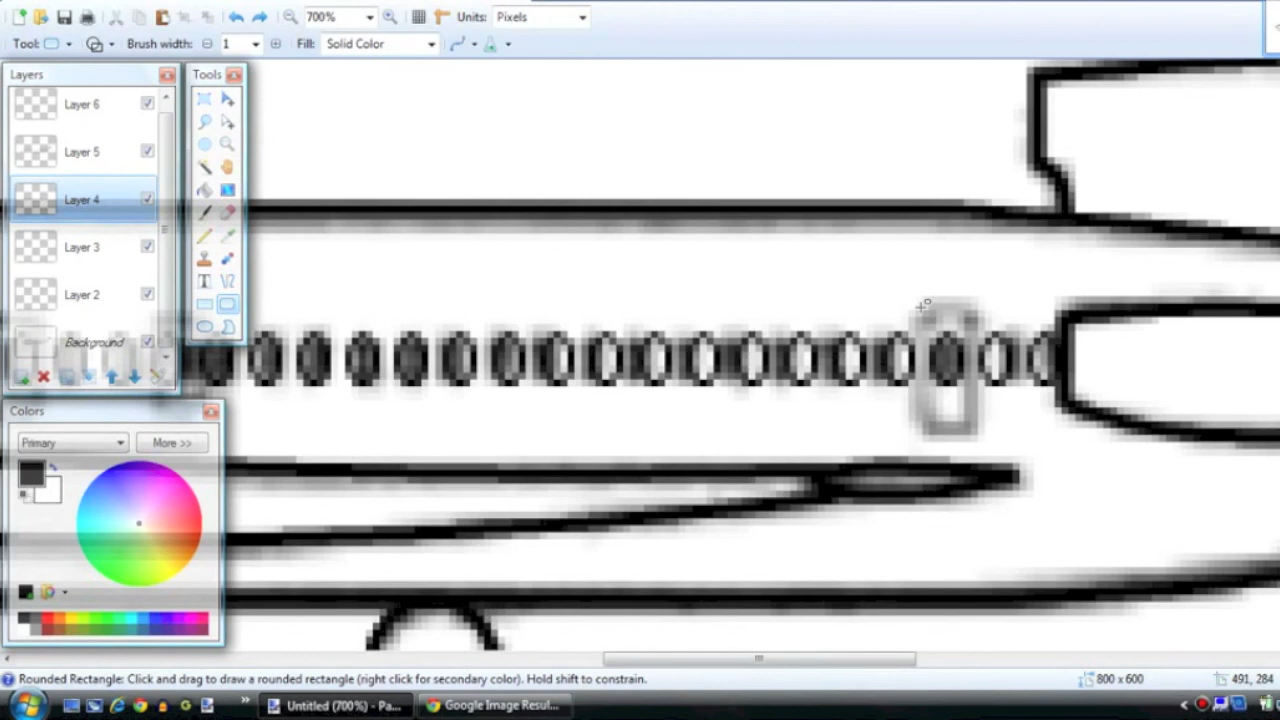 700% Units: Pixels
Tool: Brush width: 1 Fill: Solid Color
Layers
Layer 6
Layer 5
Layer 4
Layer 3
Layer 2
Background
Tools
Colors
Primary More >>
Rounded Rectangle: Click and drag to draw a rounded rectangle (right click for secondary color). Hold shift to constrain. 800 x 600 491, 284
Untitled (700%) - Pa... Google Image Resul...